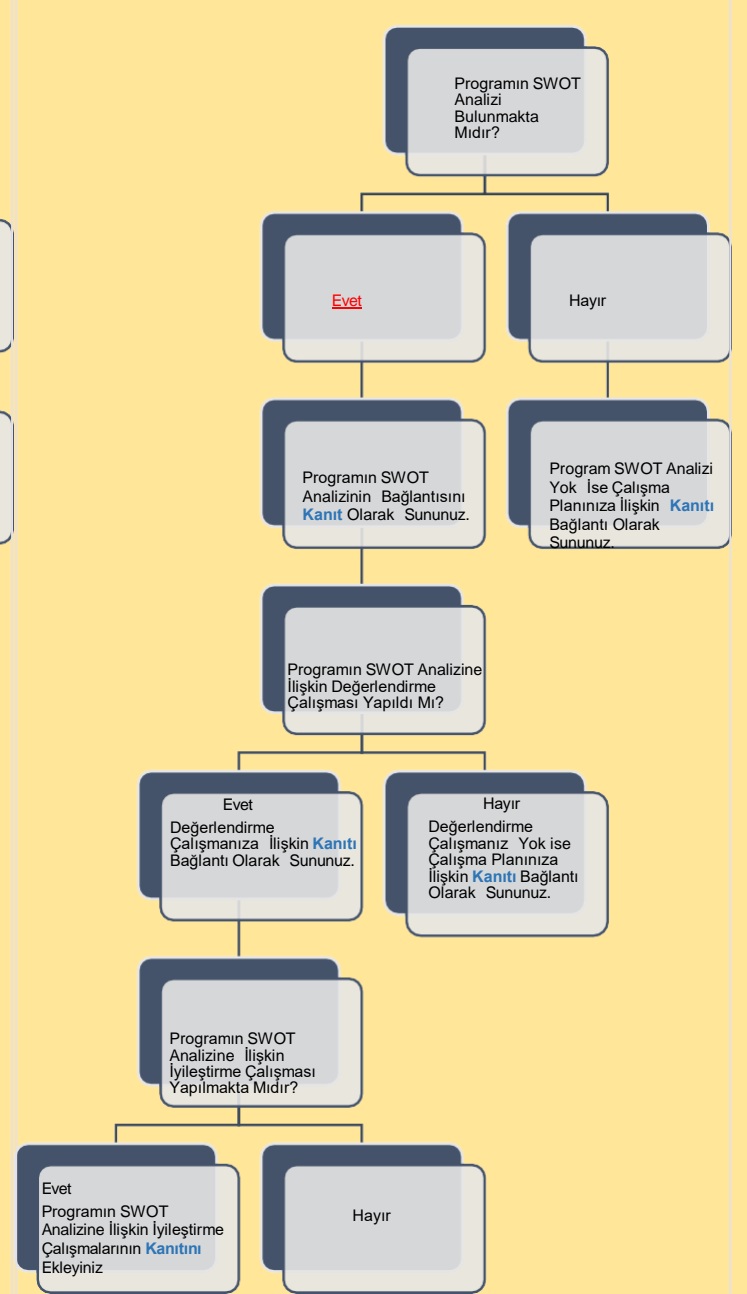 Programın SWOT
Analizi
Bulunmakta
Mıdır?
Evet
Hayır
Programın SWOT
Analizinin Bağlantısını
Kanıt Olarak Sununuz.
Program SWOT Analizi
Yok İse Çalışma
Planınıza İlişkin Kanıtı
Bağlantı Olarak
Sununuz.
Programın SWOT Analizine
İlişkin Değerlendirme
Çalışması Yapıldı Mı?
Evet
Değerlendirme
Çalışmanıza İlişkin Kanıtı
Bağlantı Olarak Sununuz.
Hayır
Değerlendirme
Çalışmanız Yok ise
Çalışma Planınıza
İlişkin Kanıtı Bağlantı
Olarak Sununuz.
Programın SWOT
Analizine İlişkin
İyileştirme Çalışması
Yapılmakta Mıdır?
Evet
Programın SWOT
Analizine İlişkin İyileştirme
Çalışmalarının Kanıtını
Ekleyiniz
Hayır